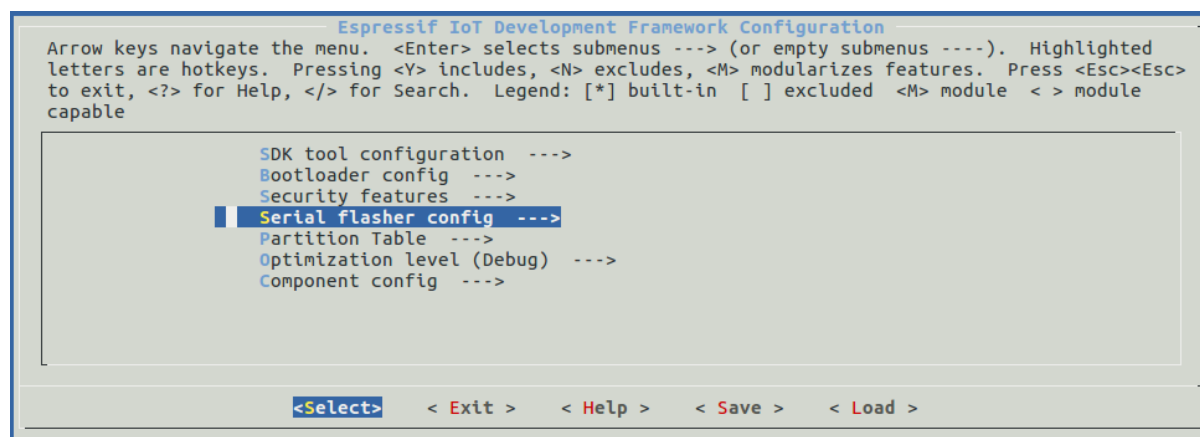 Espressif IoT Development Framework Configuration
Arrow keys navigate the menu.  <Enter> selects submenus ---> (or empty submenus ----).  Highlighted
letters are hotkeys.  Pressing <Y> includes, <N> excludes, <M> modularizes features.  Press <Esc><Esc>
to exit, <?> for Help, </> for Search.  Legend: [*] built-in  [ ] excluded  <M> module  < > module
capable
SDK tool configuration  --->
Bootloader config  --->
Security features  --->
Serial flasher config  --->
Partition Table  --->
Optimization level (Debug)  --->
Component config  --->
<Select>    < Exit >    < Help >    < Save >    < Load >